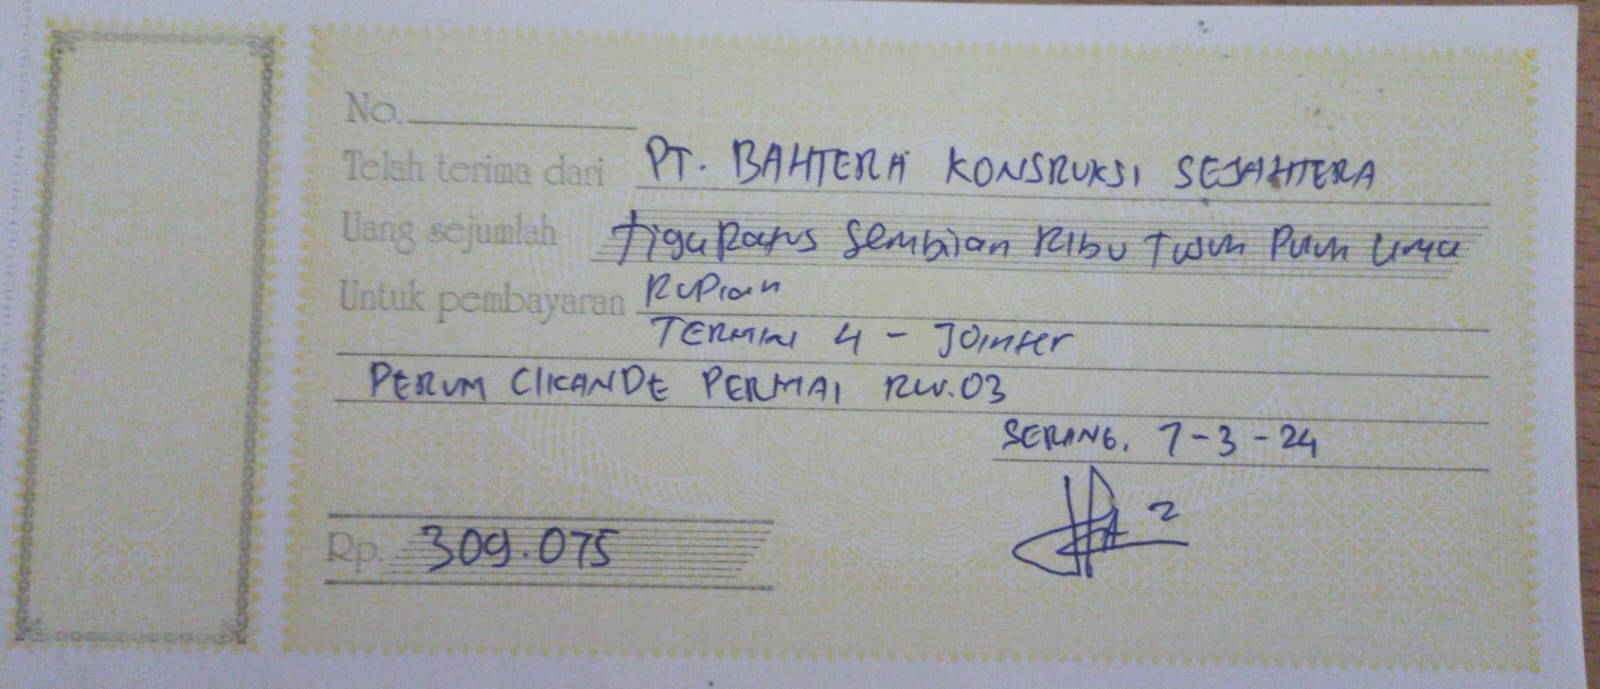 No.
Telah terima dari PT. BAHTERA KONSRUKSI SEJAHTERA
Uang sejumlah tiga Ratus Sembilan Ribu Tujuh Puluh Lima
Untuk pembayaran Rupiah
TERMIN 4 - Jointer
PERUM CIKANDE PERMAI RW.03
SERANG, 7-3-24
Rp. 309.075